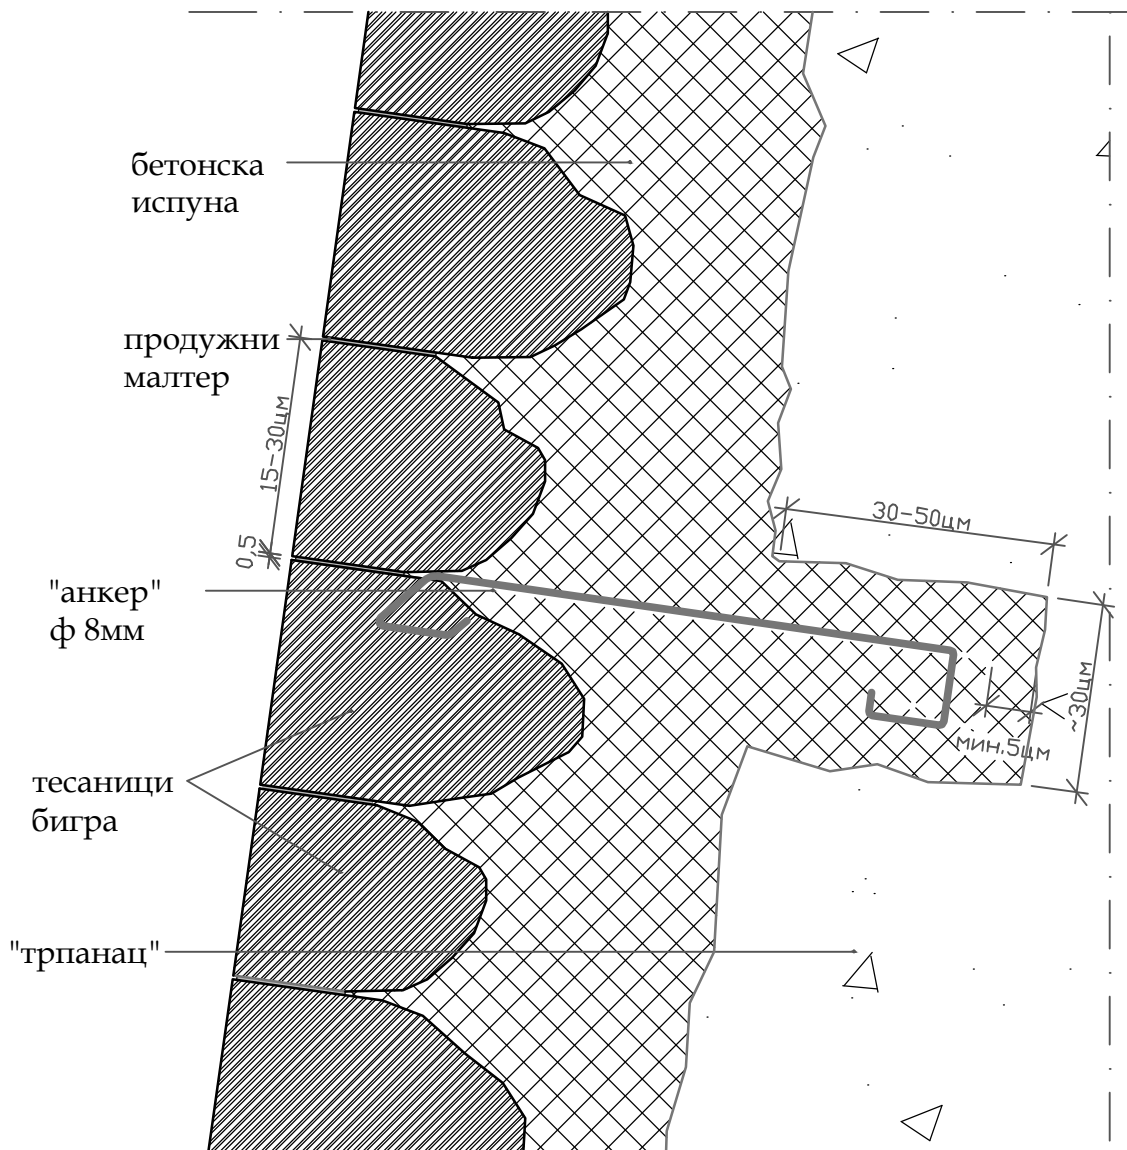 бетонска
испуна
продужни
малтер
15-30цм
0,5
30-50цм
"анкер"
ф 8мм
~30цм
мин.5цм
тесаници
бигра
"трпанац"